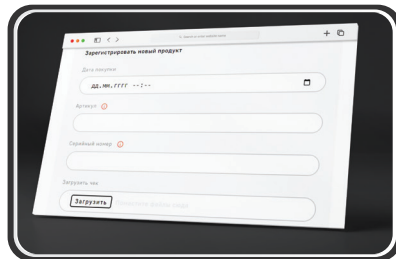 Зарегистрировать новый продукт
Дата покупки
дд.мм.гггг --:--
Артикул
Серийный номер
Загрузить чек
Загрузить